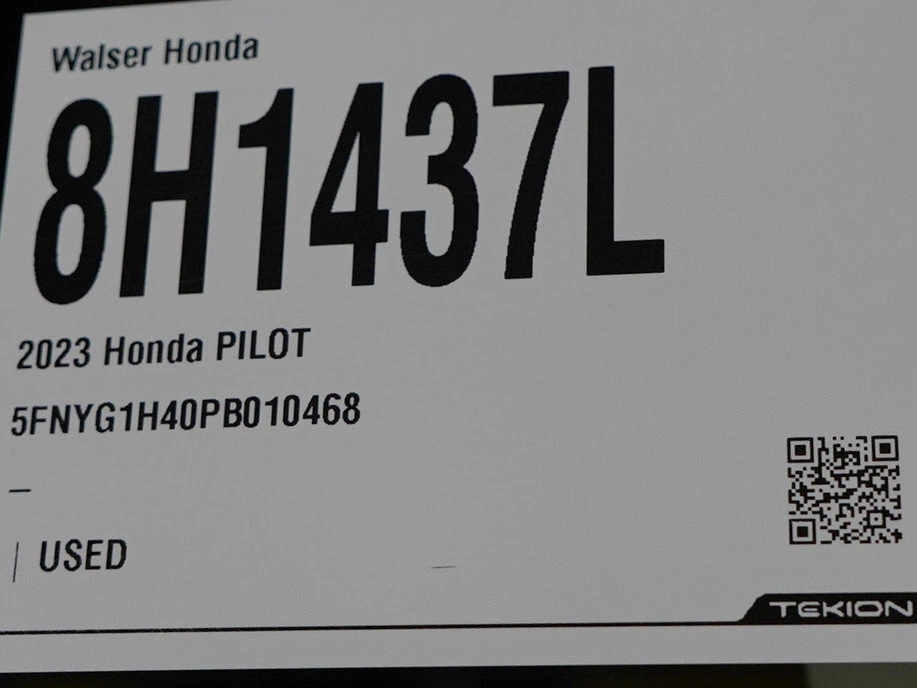 Walser Honda
8H1437L
2023 Honda PILOT
5FNYG1H40PB010468
–
| USED
TEKION